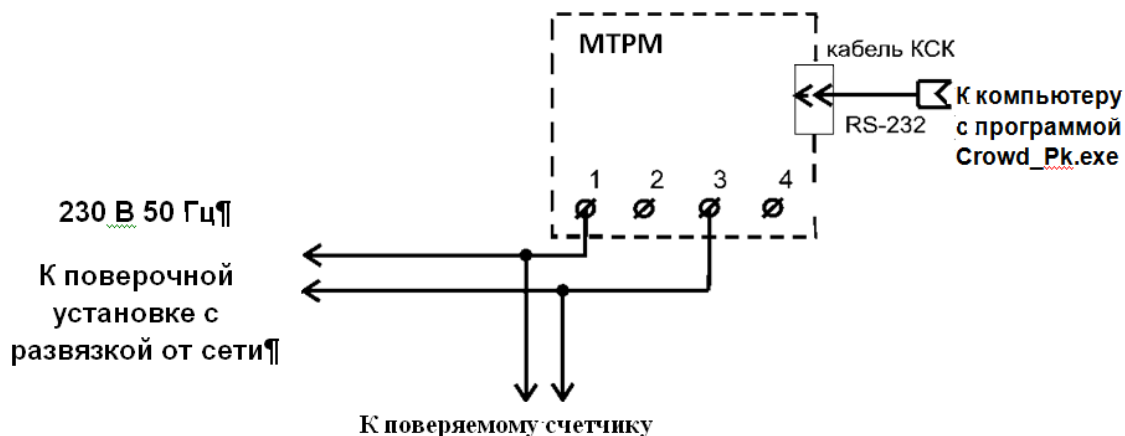 МТРМ
кабель КСК
К компьютеру
с программой
Crowd_Pk.exe
RS-232
1 2 3 4
230 В 50 Гц¶
К поверочной
установке с
развязкой от сети¶
К поверяемому счетчику